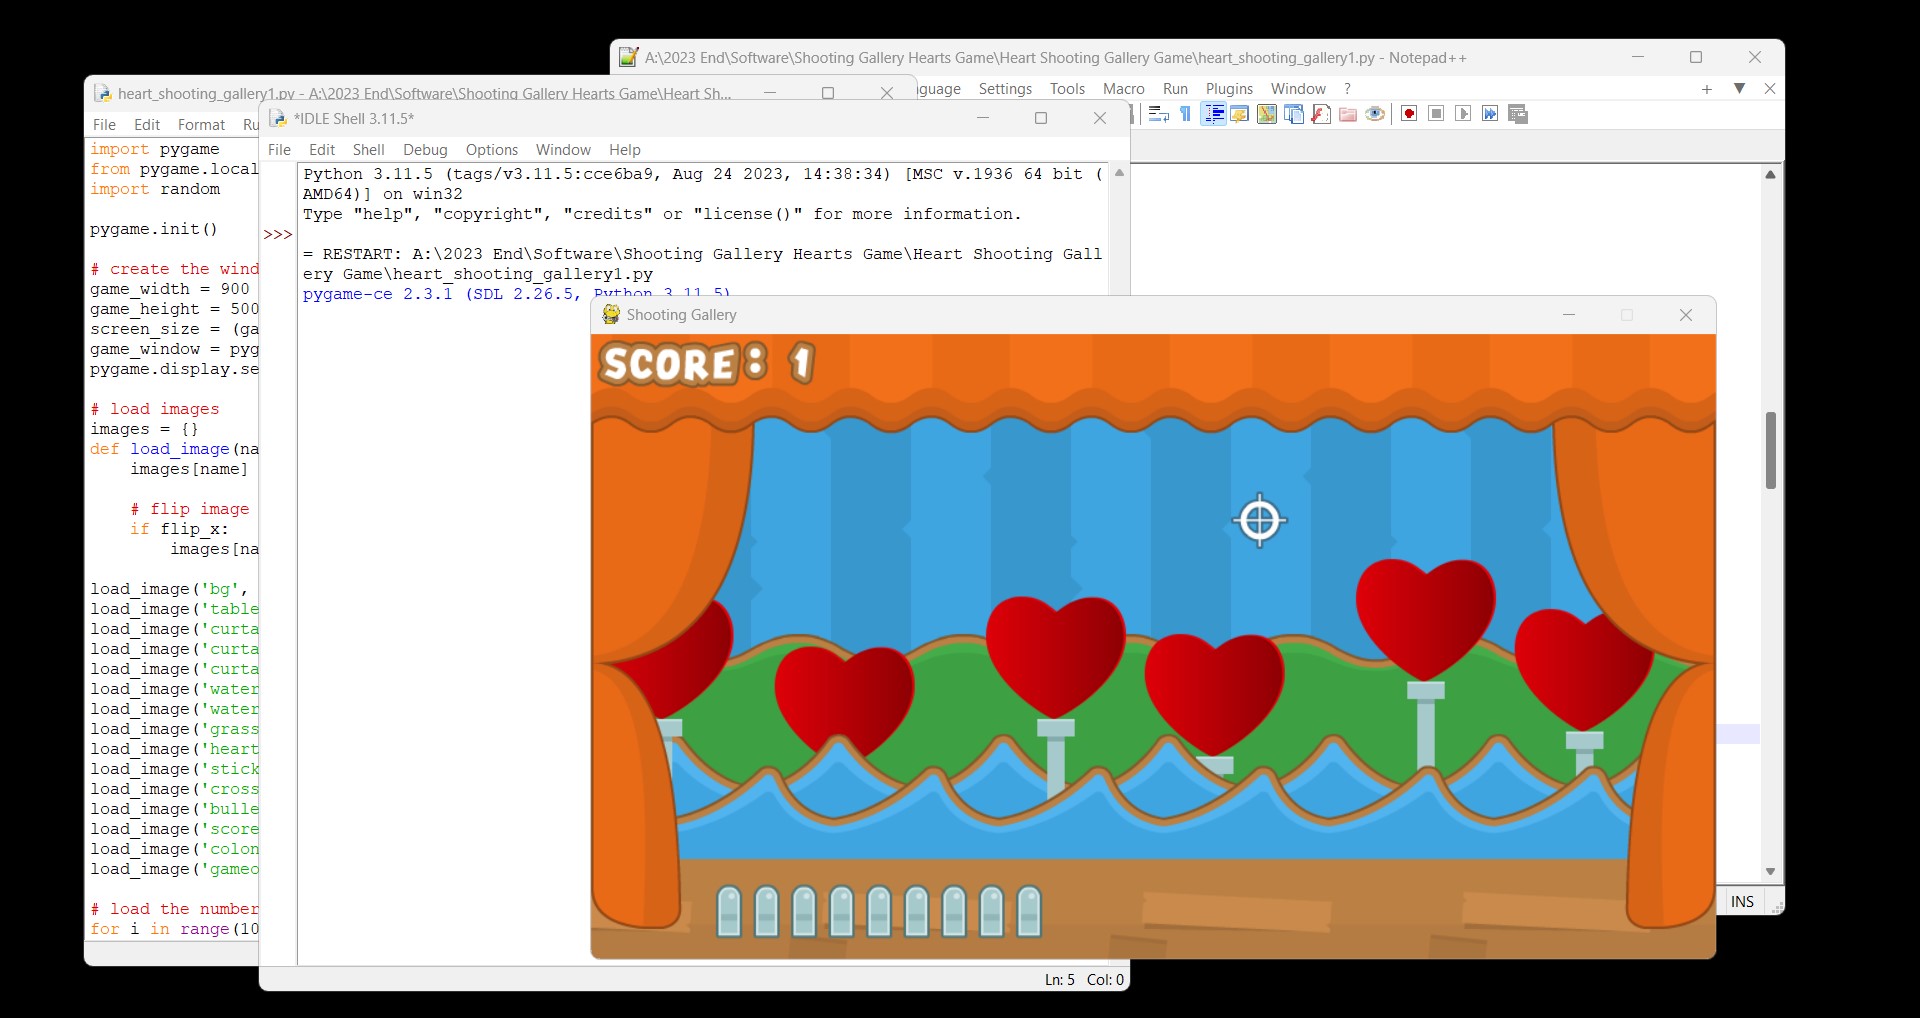 A:\2023 End\Software\Shooting Gallery Hearts Game\Heart Shooting Gallery Game\heart_shooting_gallery1.py - Notepad++
Settings Tools Macro Run Plugins Window ?
INS
heart_shooting_gallery1.py - A:\2023 End\Software\Shooting Gallery Hearts Game\Heart Sh...
File Edit Format Ru
import pygame
from pygame.local
import random
pygame.init()
# create the wind
game_width = 900
game_height = 500
screen_size = (ga
game_window = pyg
pygame.display.se
# load images
images = {}
def load_image(na
images[name]
# flip image
if flip_x:
images[na
load_image('bg',
load_image('table
load_image('curta
load_image('curta
load_image('curta
load_image('water
load_image('water
load_image('grass
load_image('heart
load_image('stick
load_image('cross
load_image('bulle
load_image('score
load_image('colon
load_image('gameo
# load the number
for i in range(10
*IDLE Shell 3.11.5*
File Edit Shell Debug Options Window Help
Python 3.11.5 (tags/v3.11.5:cce6ba9, Aug 24 2023, 14:38:34) [MSC v.1936 64 bit (
AMD64)] on win32
Type "help", "copyright", "credits" or "license()" for more information.
>>>
= RESTART: A:\2023 End\Software\Shooting Gallery Hearts Game\Heart Shooting Gall
ery Game\heart_shooting_gallery1.py
pygame-ce 2.3.1 (SDL 2.26.5, Python 3.11.5)
Ln: 5 Col: 0
Shooting Gallery
SCORE: 1